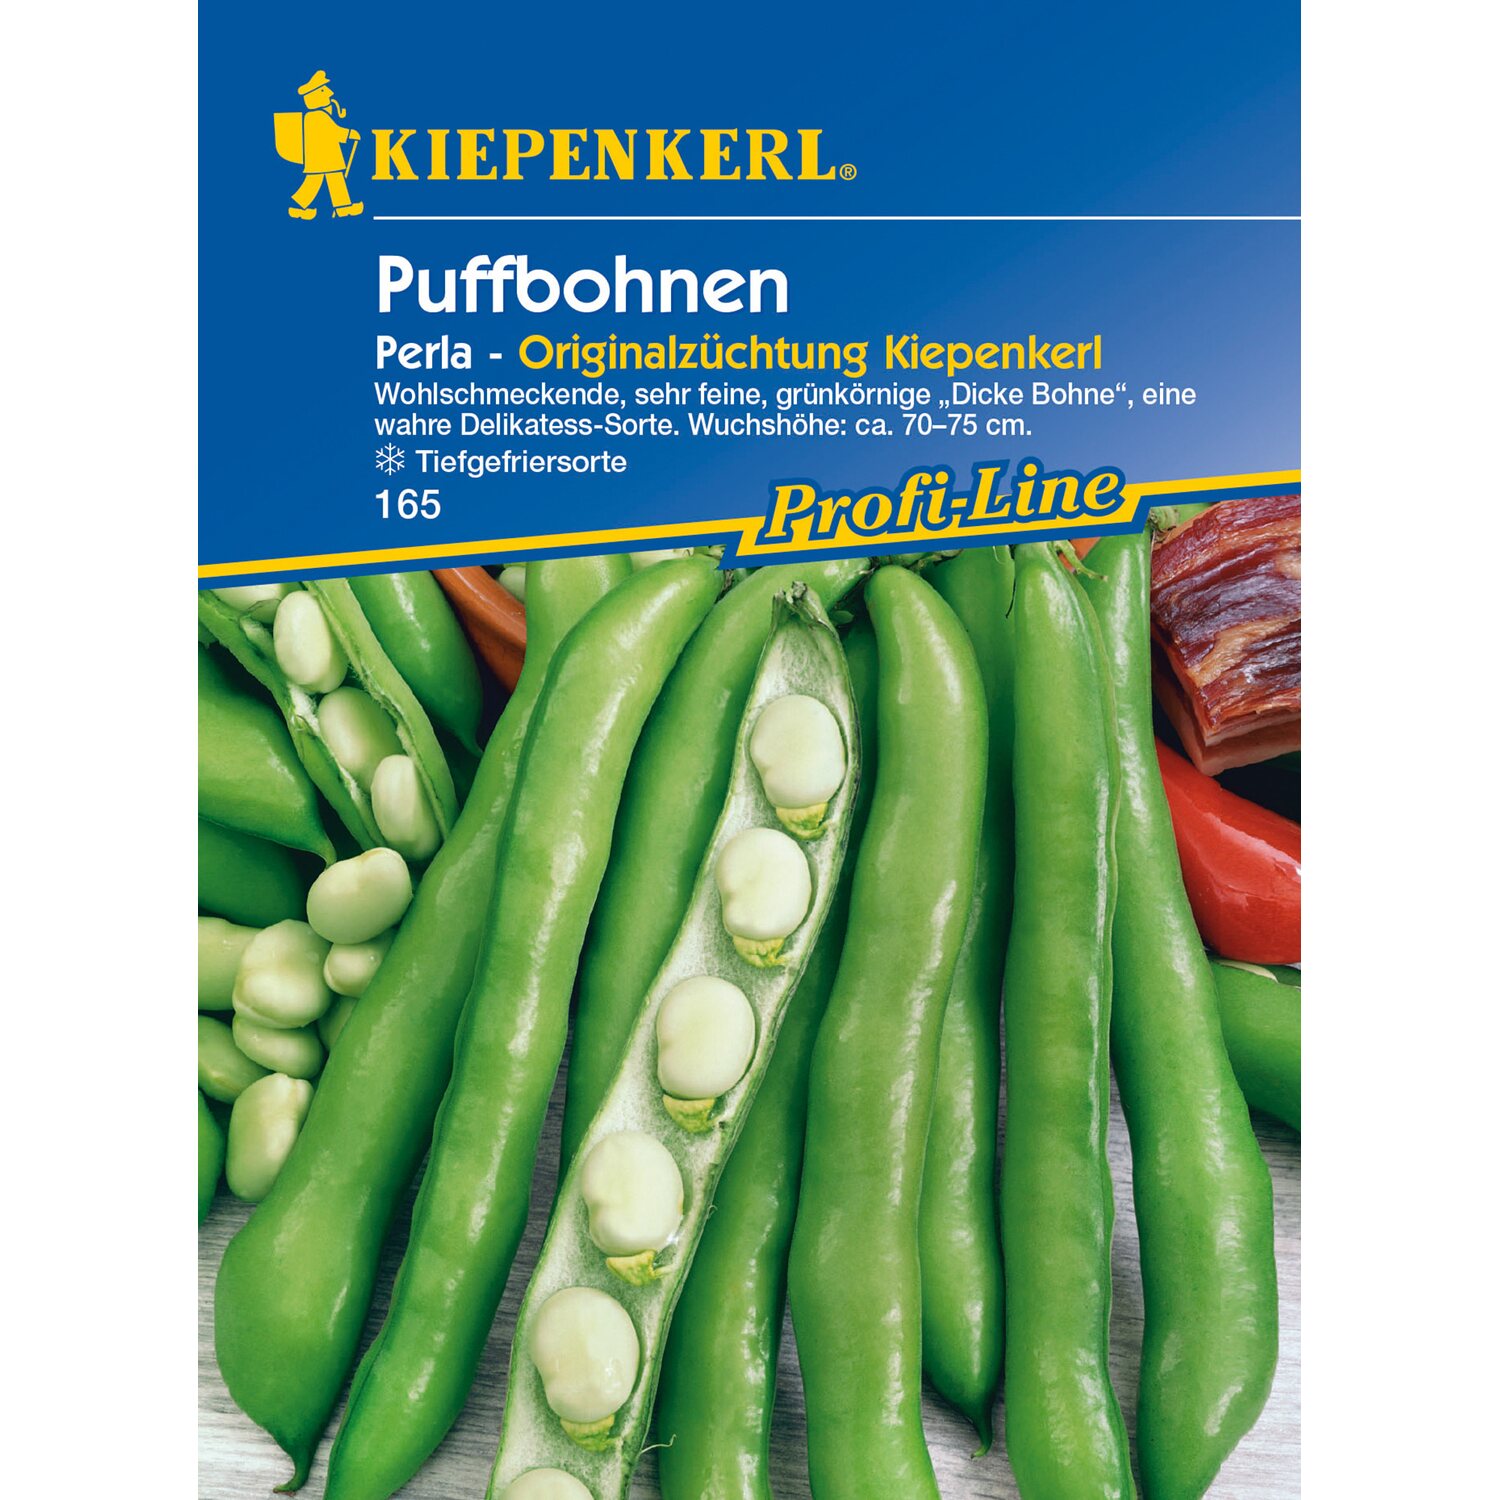 KIEPENKERL®
Puffbohnen
Perla - Originalzüchtung Kiepenkerl
Wohlschmeckende, sehr feine, grünkörnige „Dicke Bohne“, eine
wahre Delikatess-Sorte. Wuchshöhe: ca. 70–75 cm.
Tiefgefriersorte
165
Profi-Line